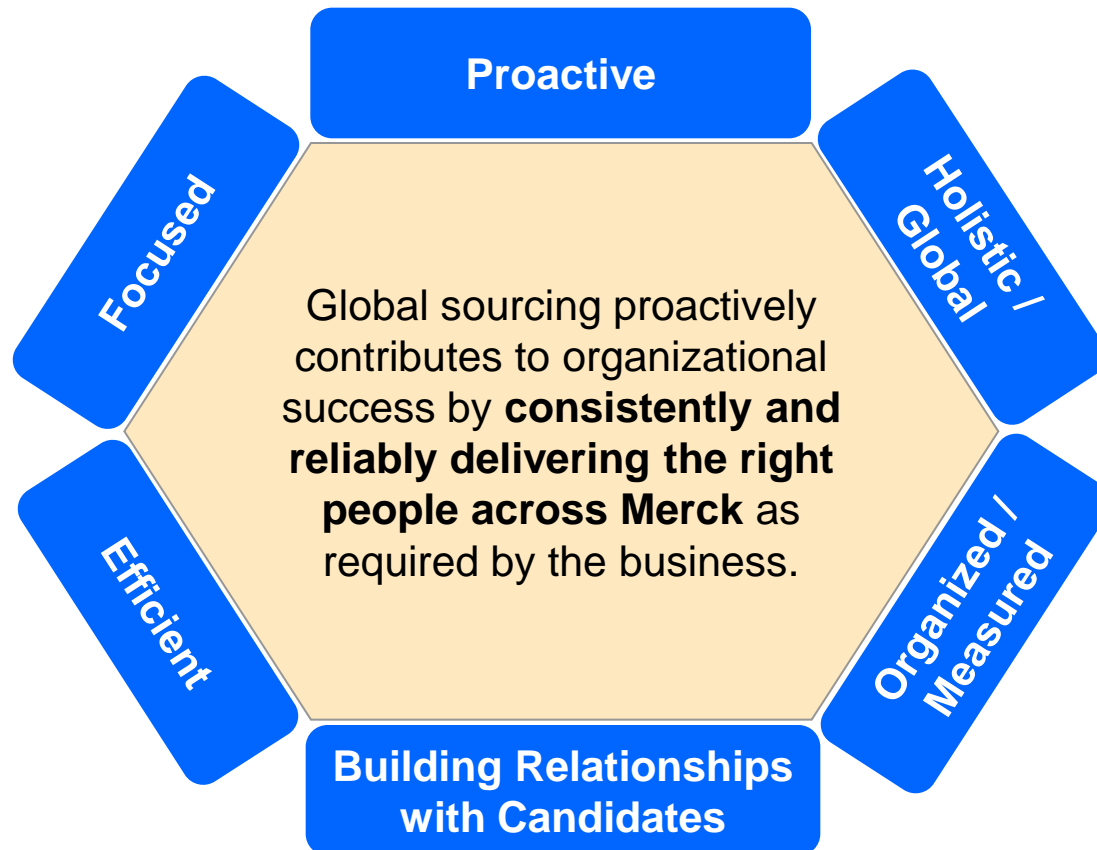 Proactive
Holistic /
Global
Focused
Global sourcing proactively
contributes to organizational
success by consistently and
reliably delivering the right
people across Merck as
required by the business.
Efficient
Organized /
Measured
Building Relationships
with Candidates